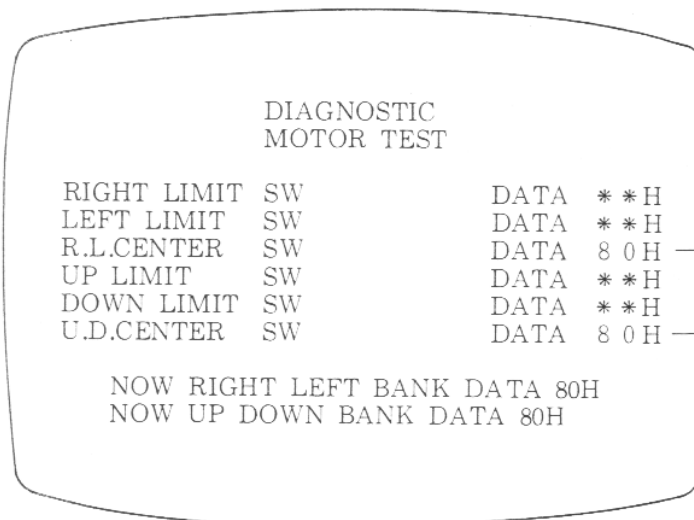 DIAGNOSTIC
MOTOR TEST
RIGHT LIMIT SW DATA **H
LEFT LIMIT SW DATA **H
R.L.CENTER SW DATA 80H
UP LIMIT SW DATA **H
DOWN LIMIT SW DATA **H
U.D.CENTER SW DATA 80H
NOW RIGHT LEFT BANK DATA 80H
NOW UP DOWN BANK DATA 80H